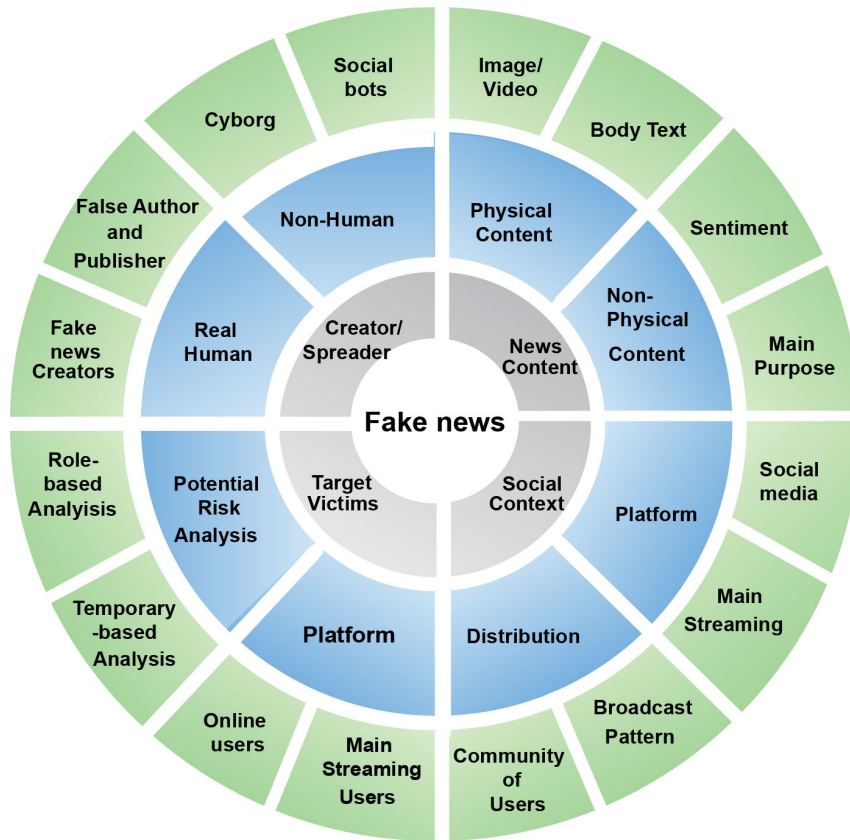 Social
bots
Image/
Video
Cyborg
Body Text
False Author
and
Publisher
Non-Human
Physical
Content
Sentiment
Fake
news
Creators
Real
Human
Creator/
Spreader
News
Content
Non-
Physical
Content
Main
Purpose
Fake news
Role-
based
Analyisis
Potential
Risk
Analysis
Target
Victims
Social
Context
Platform
Social
media
Temporary
-based
Analysis
Platform
Distribution
Main
Streaming
Online
users
Main
Streaming
Users
Community
of
Users
Broadcast
Pattern